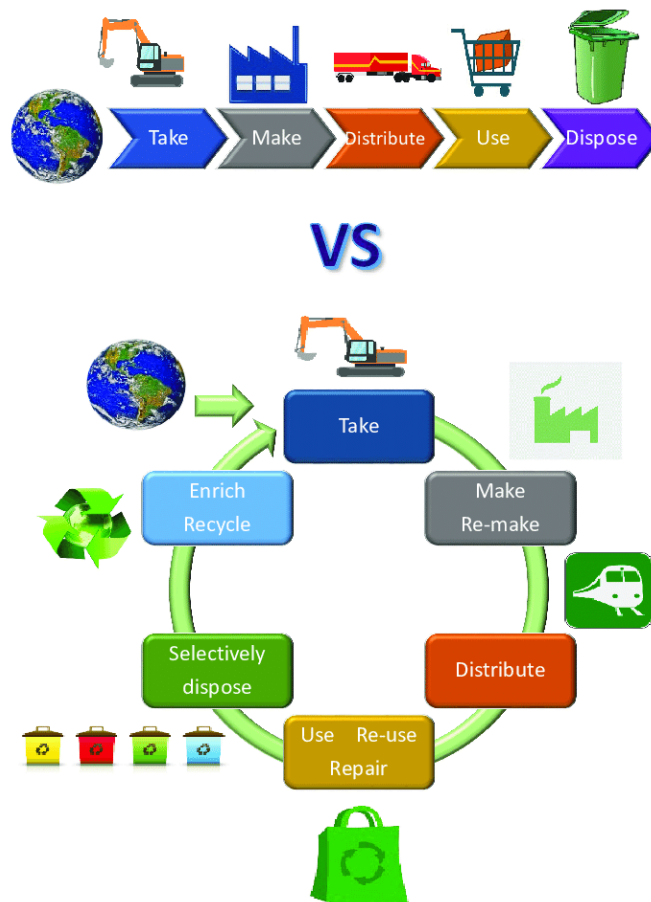 Take
Make
Distribute
Use
Dispose
VS
Take
Enrich
Recycle
Make
Re-make
Selectively
dispose
Distribute
Use Re-use
Repair